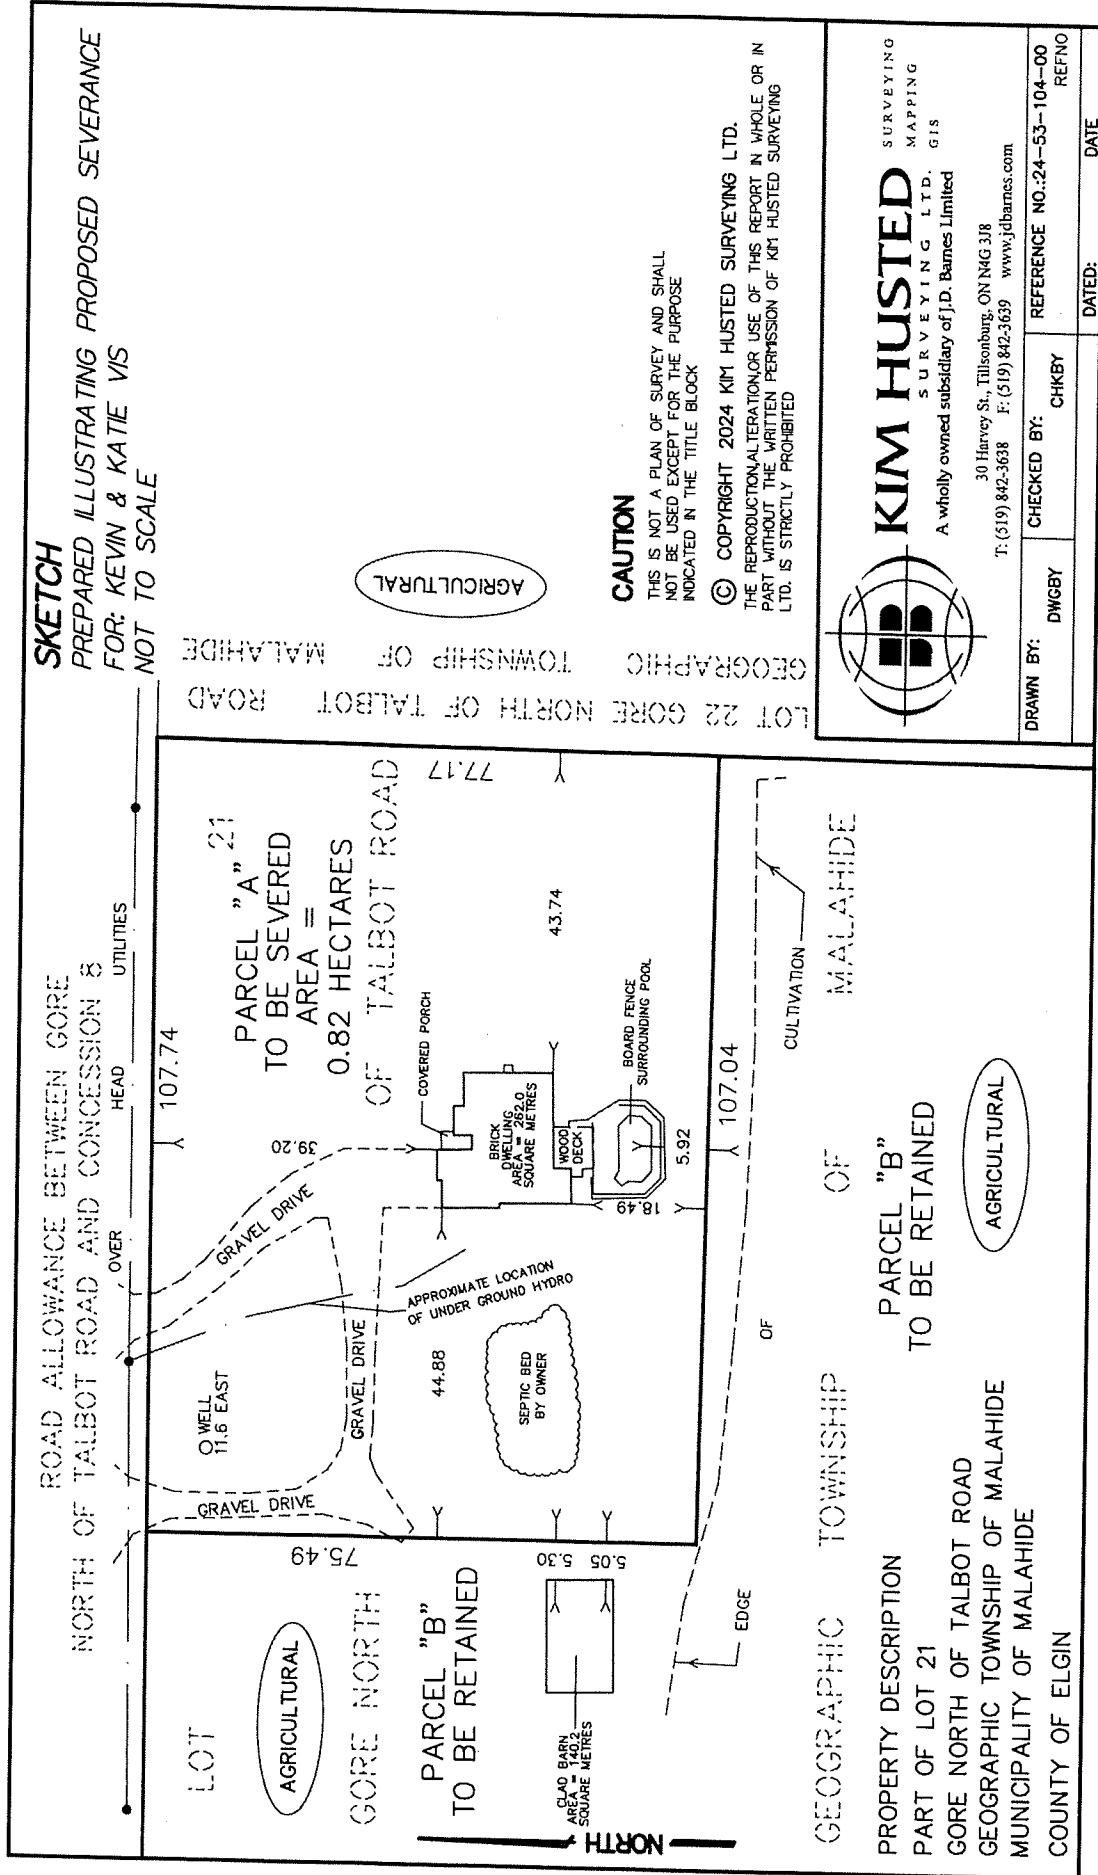 SKETCH
PREPARED ILLUSTRATING PROPOSED SEVERANCE
FOR: KEVIN & KATIE VIS
NOT TO SCALE
ROAD ALLOWANCE BETWEEN GORE
NORTH OF TALBOT ROAD AND CONCESSION 8
OVER HEAD UTILITIES
107.74
LOT 21
AGRICULTURAL
GORE NORTH OF TALBOT ROAD
PARCEL "B"
TO BE RETAINED
75.49
GRAVEL DRIVE
WELL
11.6 EAST
GRAVEL DRIVE
GRAVEL DRIVE
39.20
PARCEL "A"
TO BE SEVERED
AREA =
0.82 HECTARES
77.17
COVERED PORCH
BRICK
DWELLING
AREA = 262.0
SQUARE METRES
WOOD
DECK
BOARD FENCE
SURROUNDING POOL
43.74
APPROXIMATE LOCATION
OF UNDER GROUND HYDRO
44.88
SEPTIC BED
BY OWNER
18.49
5.92
107.04
5.30
5.05
CLAD BARN
AREA = 140.2
SQUARE METRES
NORTH
EDGE
OF
CULTIVATION
GEOGRAPHIC TOWNSHIP OF MALAHIDE
PARCEL "B"
TO BE RETAINED
AGRICULTURAL
PROPERTY DESCRIPTION
PART OF LOT 21
GORE NORTH OF TALBOT ROAD
GEOGRAPHIC TOWNSHIP OF MALAHIDE
MUNICIPALITY OF MALAHIDE
COUNTY OF ELGIN
LOT 22 GORE NORTH OF TALBOT ROAD
GEOGRAPHIC TOWNSHIP OF MALAHIDE
AGRICULTURAL
CAUTION
THIS IS NOT A PLAN OF SURVEY AND SHALL
NOT BE USED EXCEPT FOR THE PURPOSE
INDICATED IN THE TITLE BLOCK
© COPYRIGHT 2024 KIM HUSTED SURVEYING LTD.
THE REPRODUCTION,ALTERATION,OR USE OF THIS REPORT IN WHOLE OR IN
PART WITHOUT THE WRITTEN PERMISSION OF KIM HUSTED SURVEYING
LTD. IS STRICTLY PROHIBITED
KIM HUSTED
SURVEYING LTD.
SURVEYING
MAPPING
GIS
A wholly owned subsidiary of J.D. Barnes Limited
30 Harvey St., Tillsonburg, ON N4G 3J8
T: (519) 842-3638 F: (519) 842-3639 www.jdbarnes.com
DRAWN BY: DWGBY
CHECKED BY: CHKBY
REFERENCE NO.:24-53-104-00
REFNO
DATED: DATE